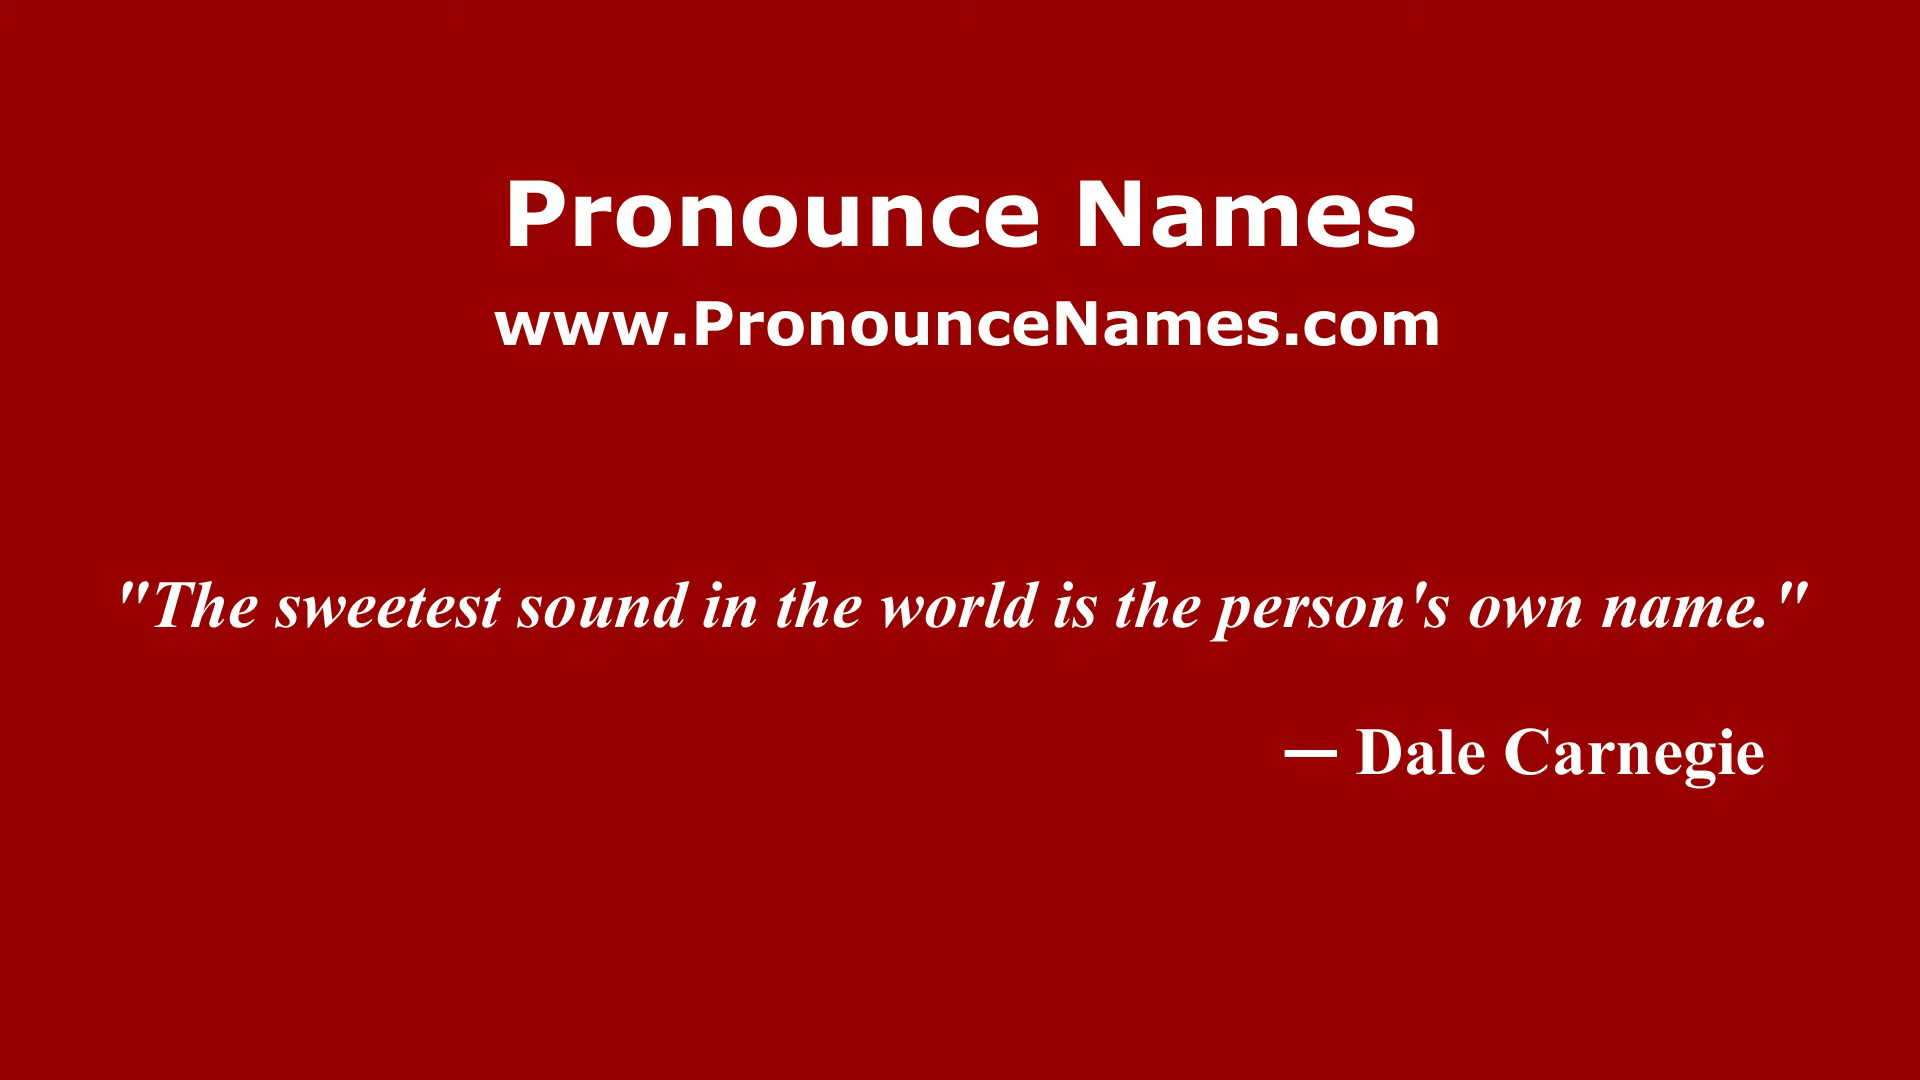 Pronounce Names
www.PronounceNames.com
"The sweetest sound in the world is the person's own name."
— Dale Carnegie